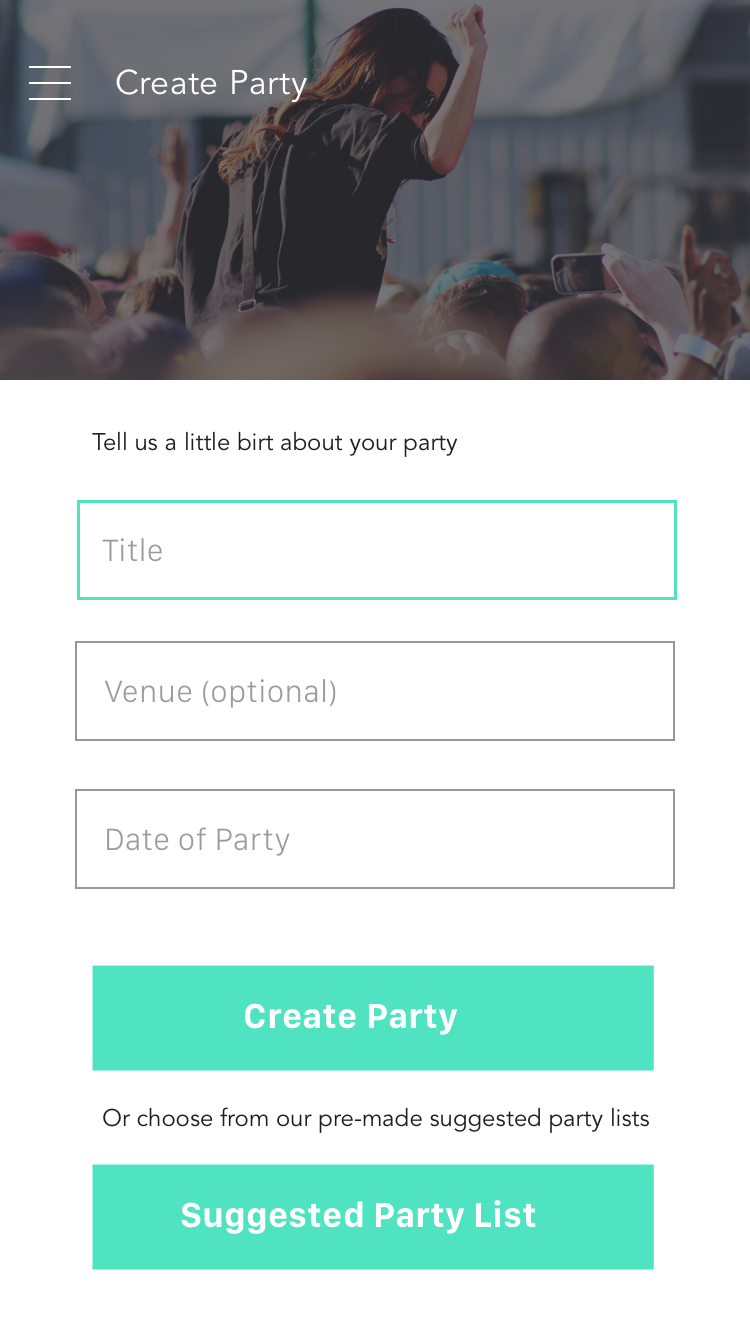 Create Party
Tell us a little birt about your party
Title
Venue (optional)
Date of Party
Create Party
Or choose from our pre-made suggested party lists
Suggested Party List